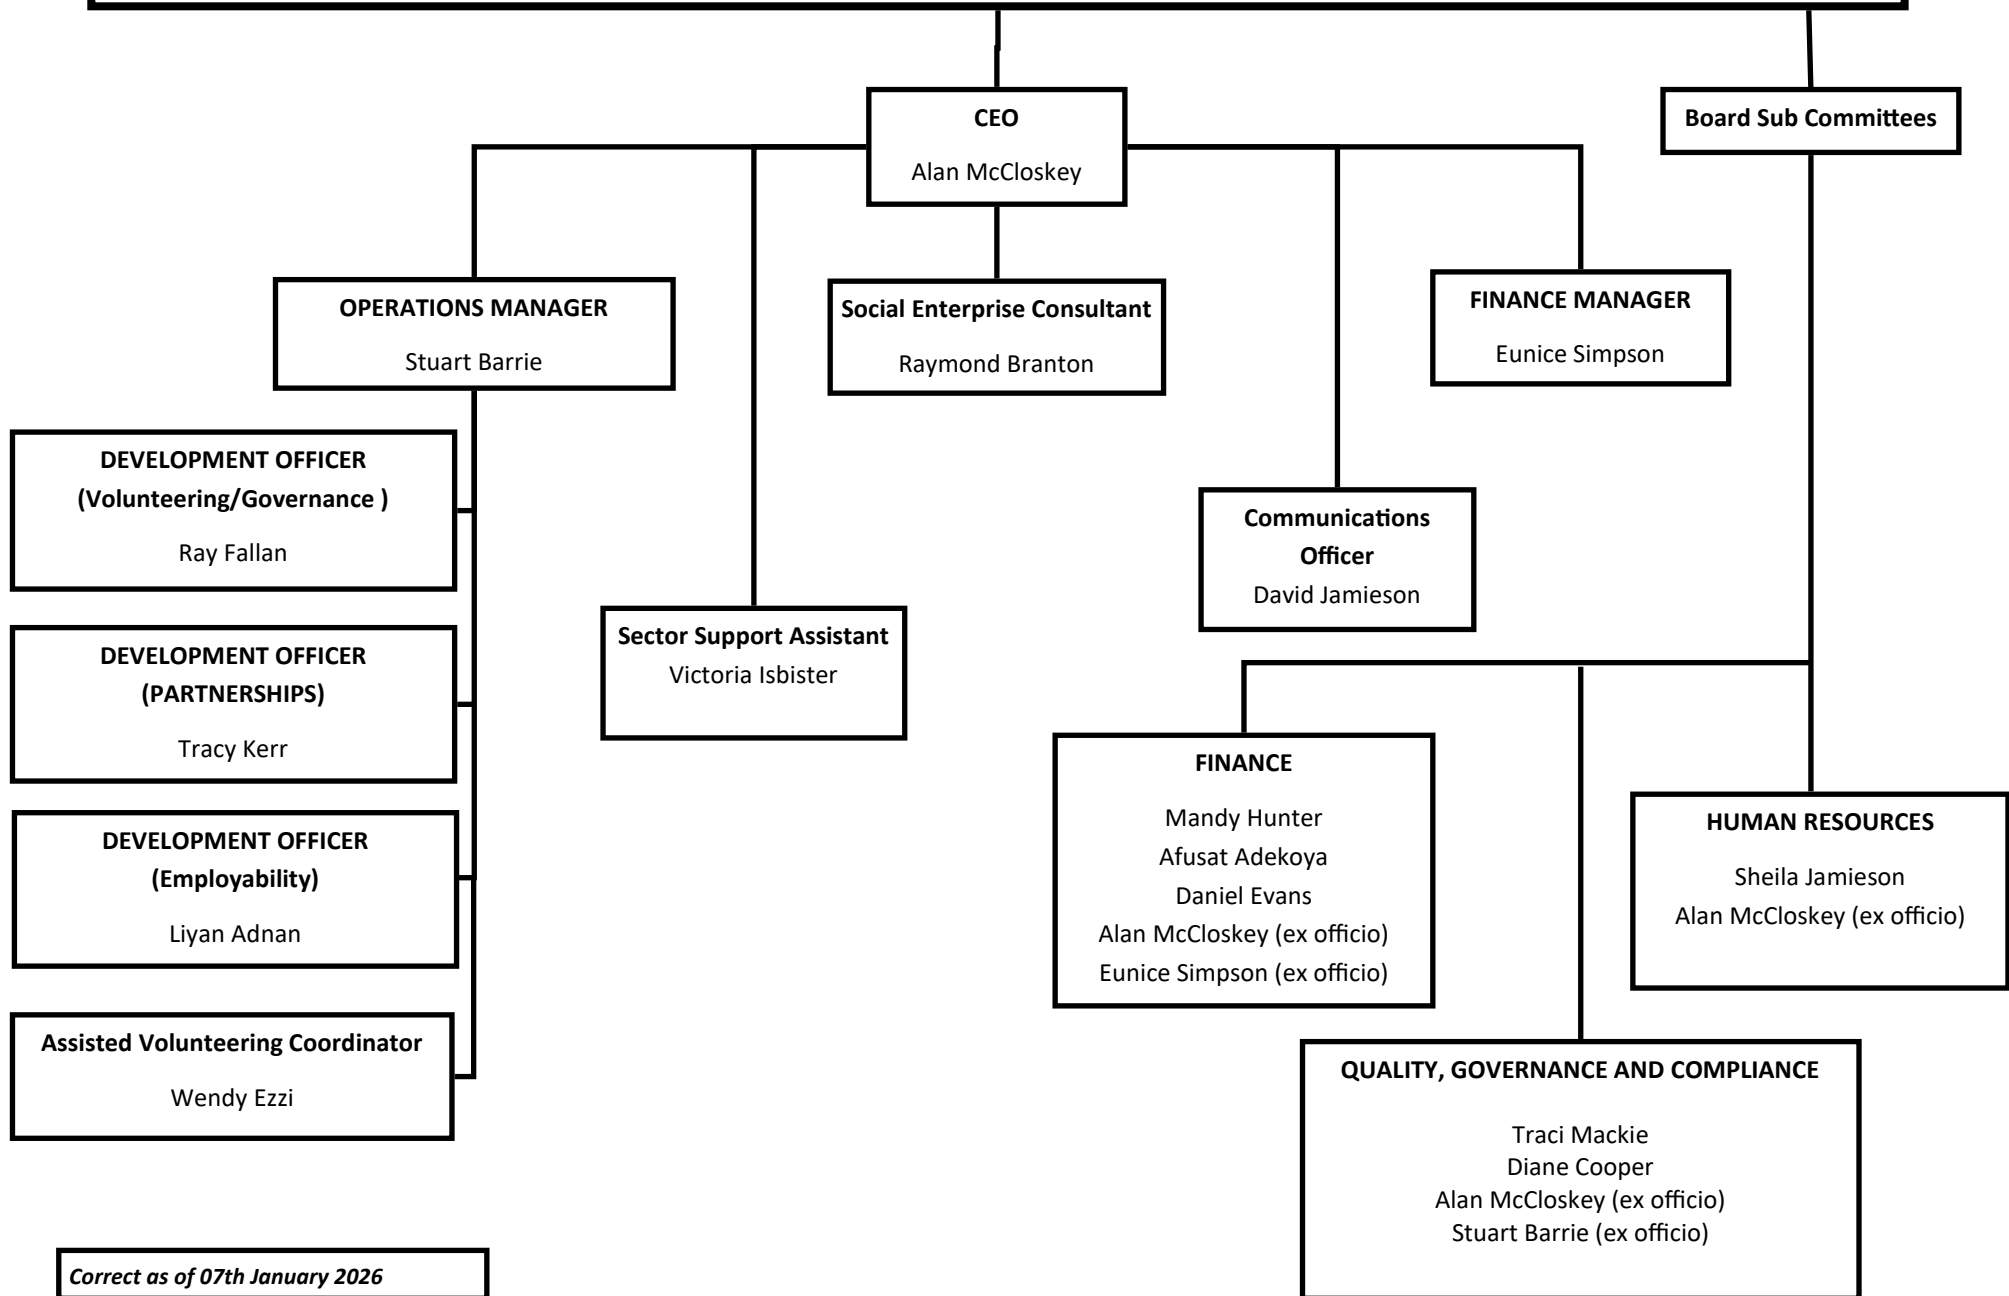 CEO
Alan McCloskey
Board Sub Committees
OPERATIONS MANAGER
Stuart Barrie
Social Enterprise Consultant
Raymond Branton
FINANCE MANAGER
Eunice Simpson
DEVELOPMENT OFFICER
(Volunteering/Governance )
Ray Fallan
Communications
Officer
David Jamieson
Sector Support Assistant
Victoria Isbister
DEVELOPMENT OFFICER
(PARTNERSHIPS)
Tracy Kerr
DEVELOPMENT OFFICER
(Employability)
Liyan Adnan
Assisted Volunteering Coordinator
Wendy Ezzi
FINANCE
Mandy Hunter
Afusat Adekoya
Daniel Evans
Alan McCloskey (ex officio)
Eunice Simpson (ex officio)
HUMAN RESOURCES
Sheila Jamieson
Alan McCloskey (ex officio)
QUALITY, GOVERNANCE AND COMPLIANCE
Traci Mackie
Diane Cooper
Alan McCloskey (ex officio)
Stuart Barrie (ex officio)
Correct as of 07th January 2026